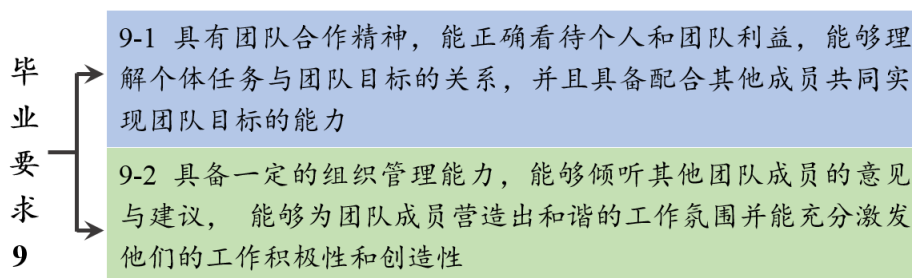 毕业要求9
9-1 具有团队合作精神，能正确看待个人和团队利益，能够理
解个体任务与团队目标的关系，并且具备配合其他成员共同实
现团队目标的能力
9-2 具备一定的组织管理能力，能够倾听其他团队成员的意见
与建议， 能够为团队成员营造出和谐的工作氛围并能充分激发
他们的工作积极性和创造性